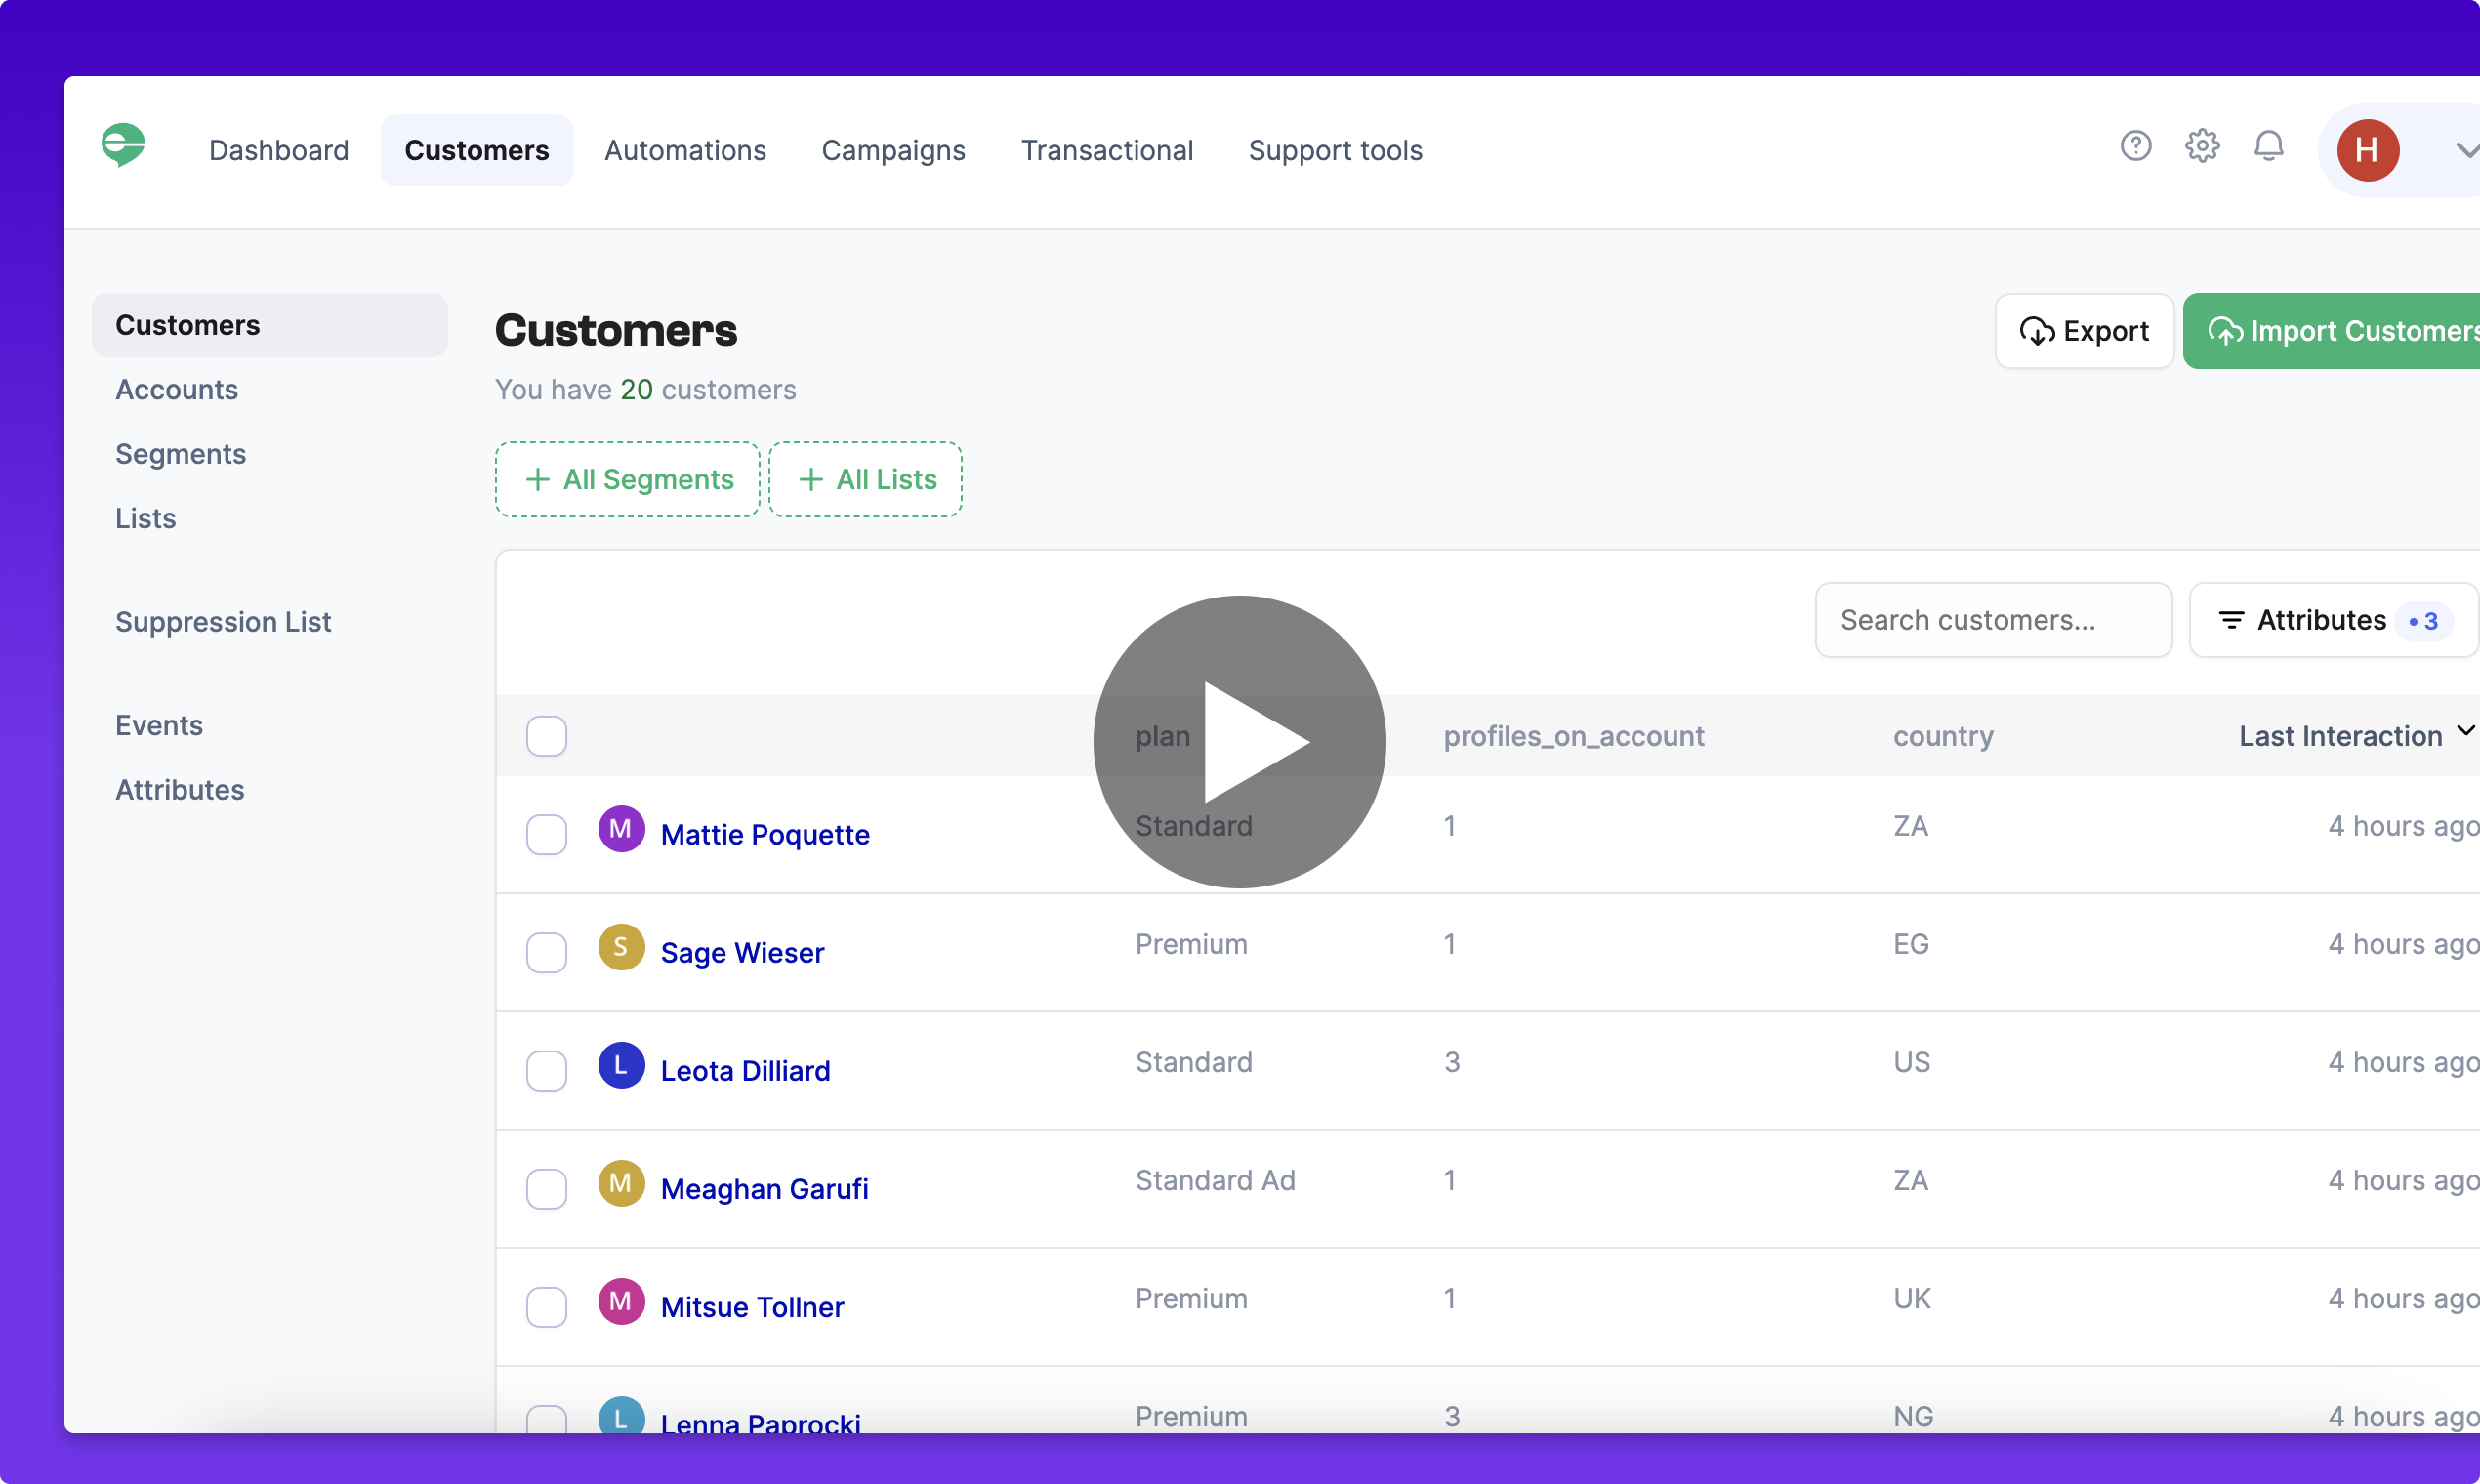 Dashboard Customers Automations Campaigns Transactional Support tools H
Customers
Accounts
Segments
Lists
Suppression List
Events
Attributes
Customers
You have 20 customers
Export Import Customers
+ All Segments + All Lists
Search customers... Attributes • 3
plan profiles_on_account country Last Interaction
M Mattie Poquette Standard 1 ZA 4 hours ago
S Sage Wieser Premium 1 EG 4 hours ago
L Leota Dilliard Standard 3 US 4 hours ago
M Meaghan Garufi Standard Ad 1 ZA 4 hours ago
M Mitsue Tollner Premium 1 UK 4 hours ago
L Lenna Paprocki Premium 3 NG 4 hours ago